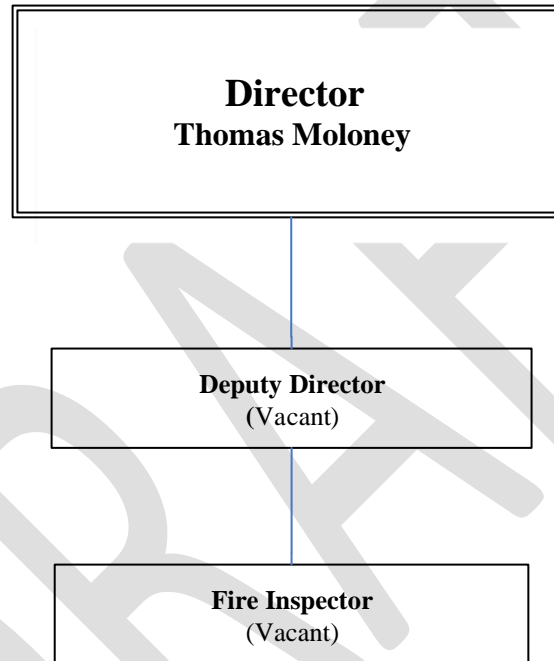 Director
Thomas Moloney
Deputy Director
(Vacant)
Fire Inspector
(Vacant)